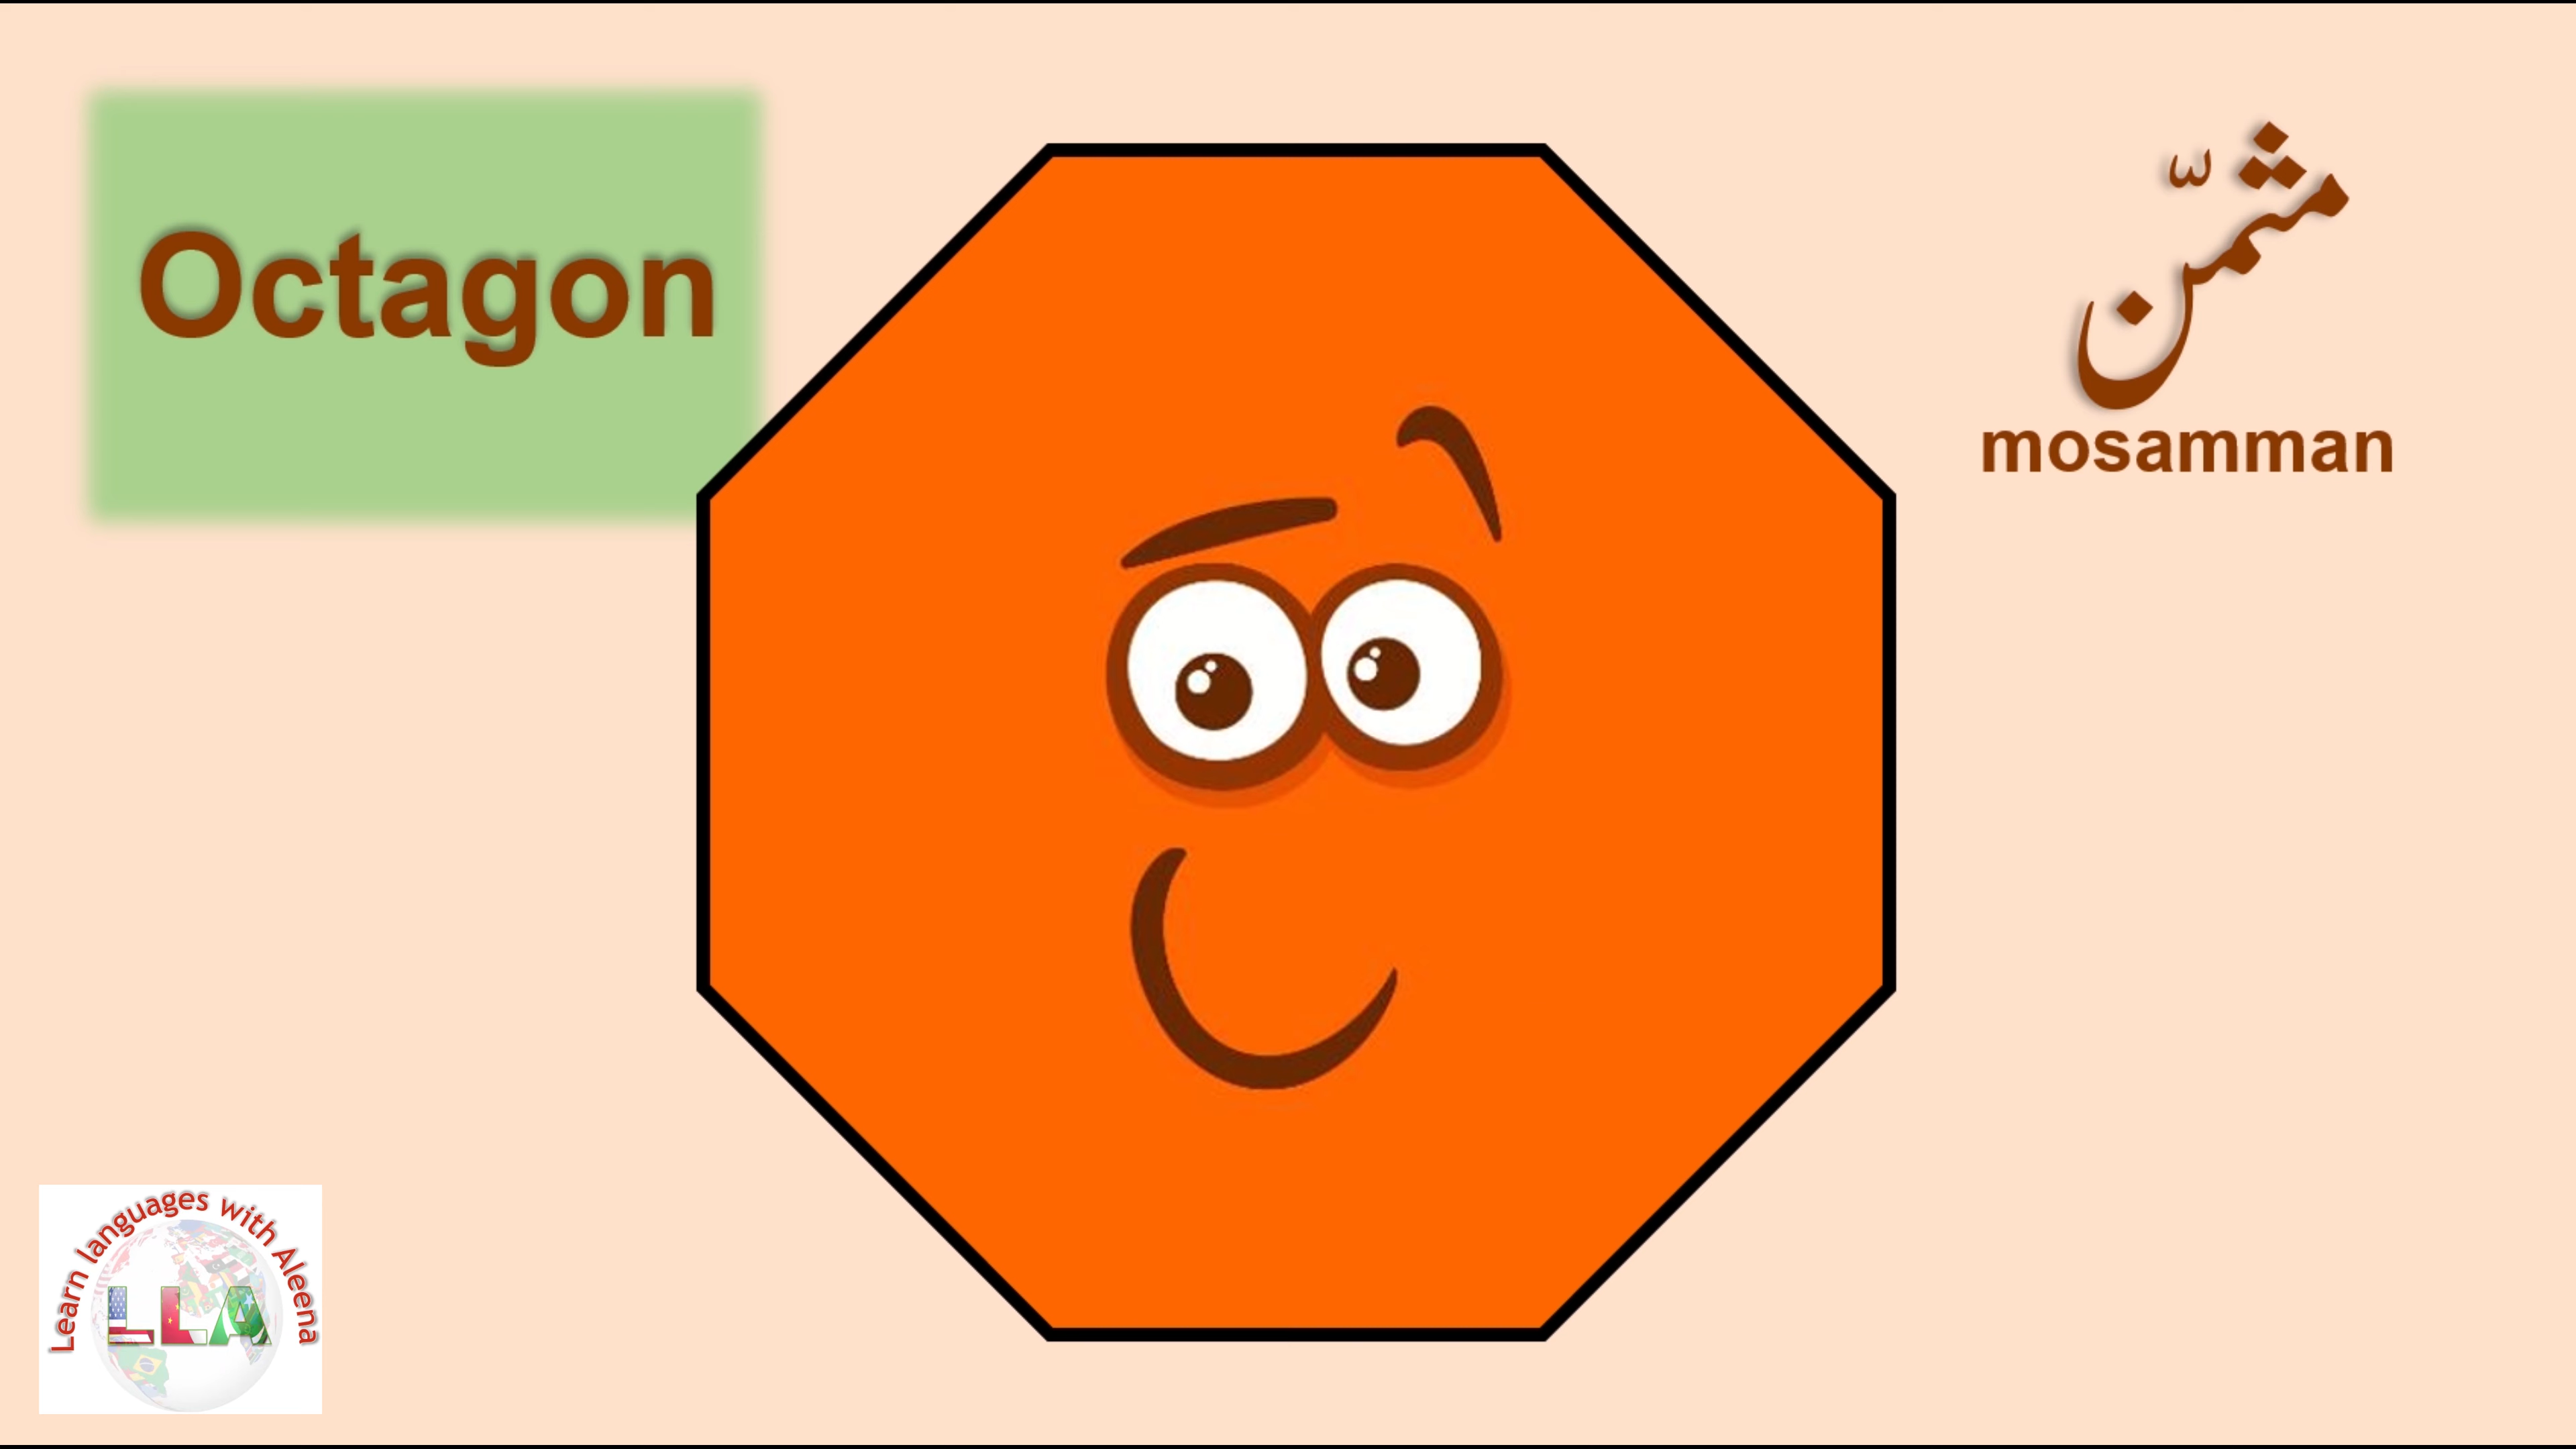 Octagon
مثمّن
mosamman
Learn languages with Aleena
LLA